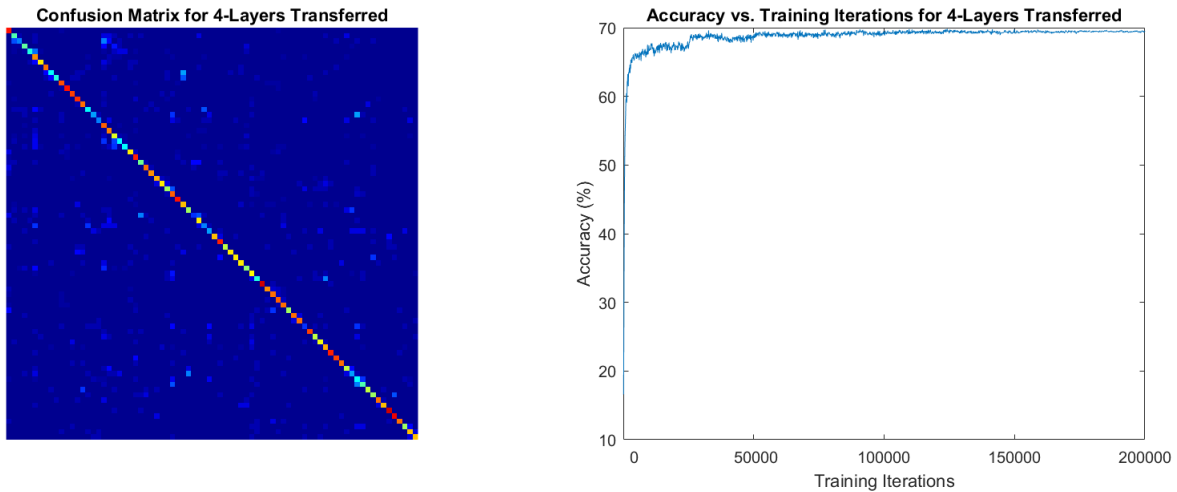 Confusion Matrix for 4-Layers Transferred
Accuracy vs. Training Iterations for 4-Layers Transferred
70
60
50
40
30
20
10
Accuracy (%)
0 50000 100000 150000 200000
Training Iterations